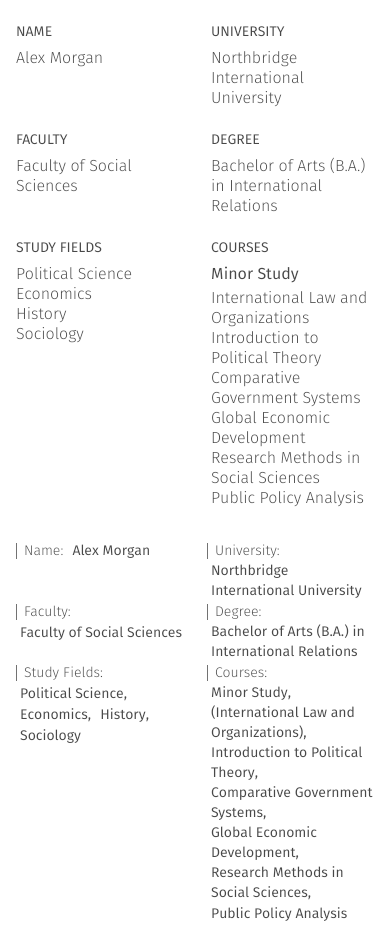 NAME
Alex Morgan
UNIVERSITY
Northbridge
International
University
FACULTY
Faculty of Social
Sciences
DEGREE
Bachelor of Arts (B.A.)
in International
Relations
STUDY FIELDS
Political Science
Economics
History
Sociology
COURSES
Minor Study
International Law and
Organizations
Introduction to
Political Theory
Comparative
Government Systems
Global Economic
Development
Research Methods in
Social Sciences
Public Policy Analysis
Name: Alex Morgan
University:
Northbridge
International University
Faculty:
Faculty of Social Sciences
Degree:
Bachelor of Arts (B.A.) in
International Relations
Study Fields:
Political Science,
Economics, History,
Sociology
Courses:
Minor Study,
(International Law and
Organizations),
Introduction to Political
Theory,
Comparative Government
Systems,
Global Economic
Development,
Research Methods in
Social Sciences,
Public Policy Analysis